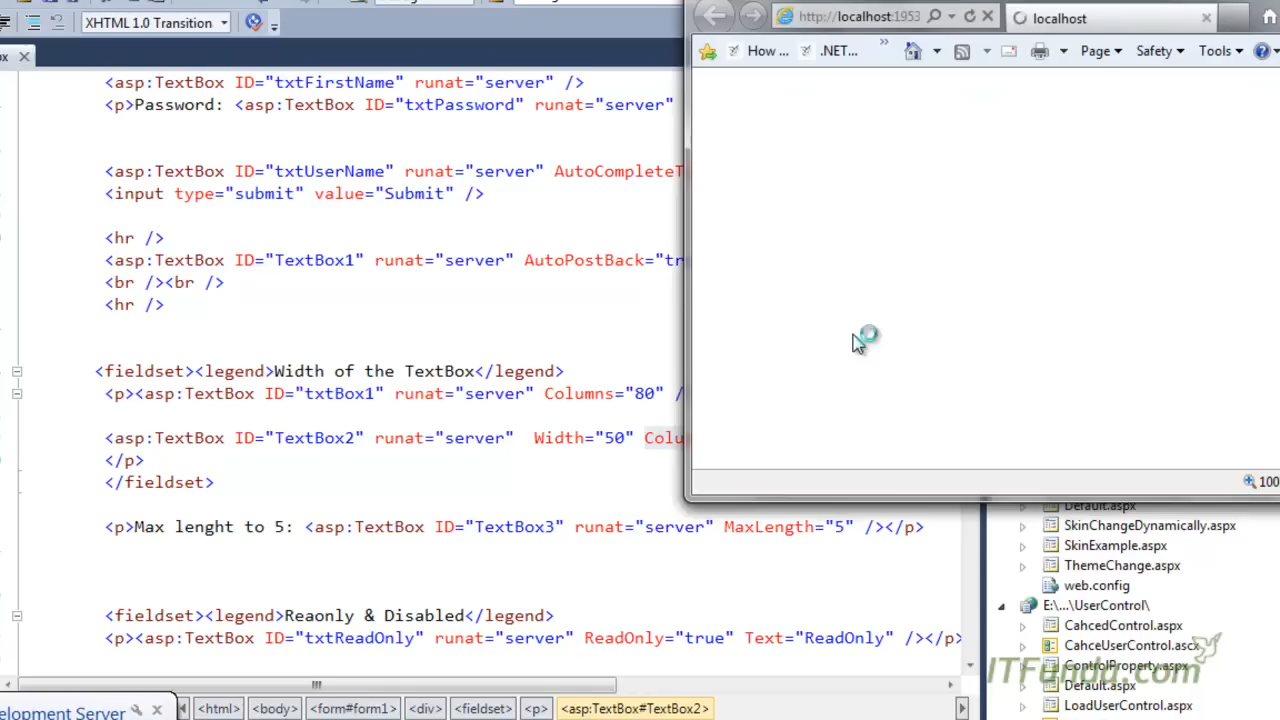 XHTML 1.0 Transition
http://localhost:1953
localhost
How ...
.NET...
Page
Safety
Tools
<asp:TextBox ID="txtFirstName" runat="server" />
<p>Password: <asp:TextBox ID="txtPassword" runat="server"
<asp:TextBox ID="txtUserName" runat="server" AutoCompleteT
<input type="submit" value="Submit" />
<hr />
<asp:TextBox ID="TextBox1" runat="server" AutoPostBack="tr
<br /><br />
<hr />
<fieldset><legend>Width of the TextBox</legend>
<p><asp:TextBox ID="txtBox1" runat="server" Columns="80" /
<asp:TextBox ID="TextBox2" runat="server" Width="50" Colu
</p>
</fieldset>
100
<p>Max lenght to 5: <asp:TextBox ID="TextBox3" runat="server" MaxLength="5" /></p>
<fieldset><legend>Reaonly & Disabled</legend>
<p><asp:TextBox ID="txtReadOnly" runat="server" ReadOnly="true" Text="ReadOnly" /></p>
Default.aspx
SkinChangeDynamically.aspx
SkinExample.aspx
ThemeChange.aspx
web.config
E:\...\UserControl\
CahcedControl.aspx
CahceUserControl.ascx
ControlProperty.aspx
Default.aspx
LoadUserControl.aspx
ITFunda.com
elopment Server
<html> <body> <form#form1> <div> <fieldset> <p> <asp:TextBox#TextBox2>